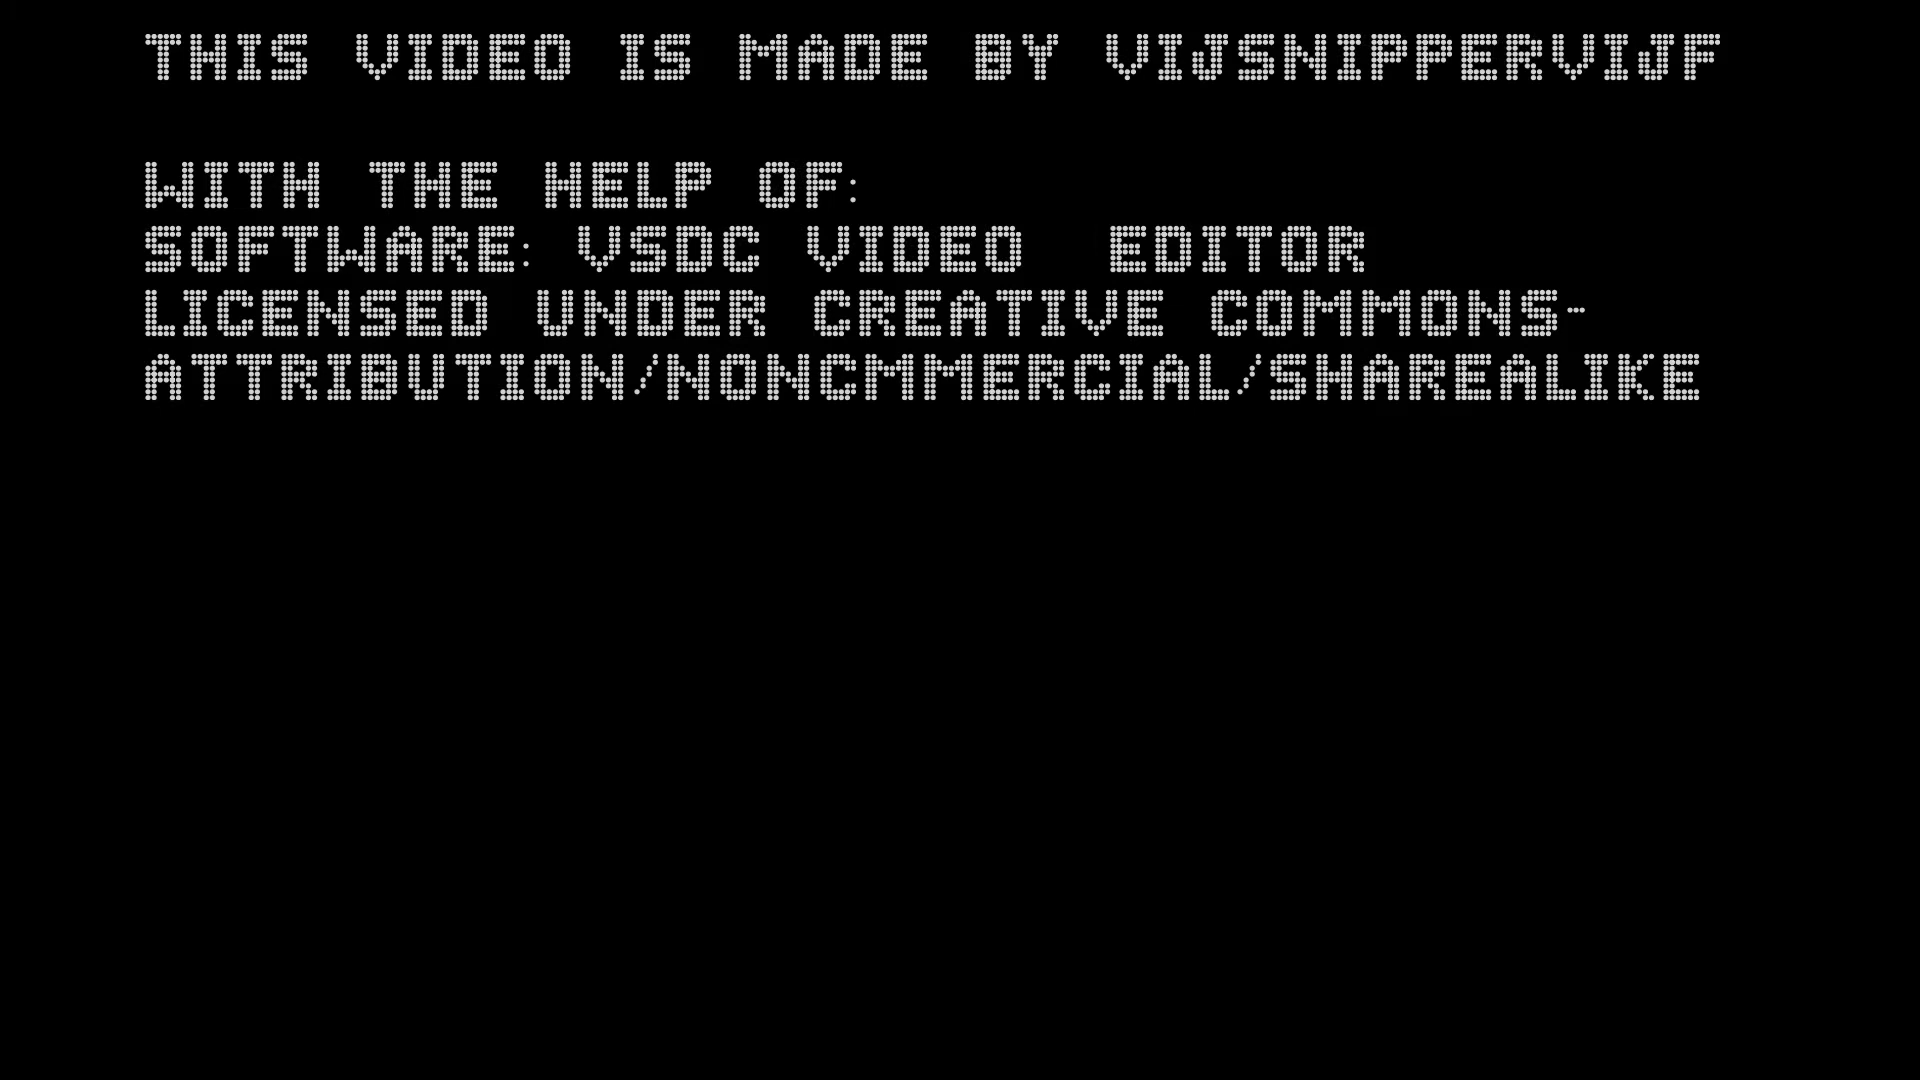 THIS VIDEO IS MADE BY VIJSNIPPERVIJF
WITH THE HELP OF:
SOFTWARE: VSDC VIDEO  EDITOR
LICENSED UNDER CREATIVE COMMONS-
ATTRIBUTION/NONCMMERCIAL/SHAREALIKE